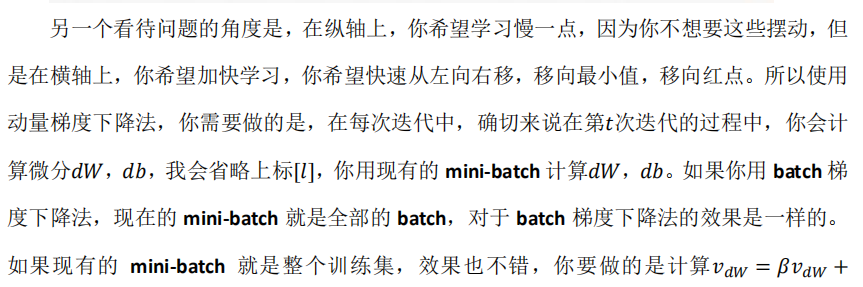 另一个看待问题的角度是，在纵轴上，你希望学习慢一点，因为你不想要这些摆动，但
是在横轴上，你希望加快学习，你希望快速从左向右移，移向最小值，移向红点。所以使用
动量梯度下降法，你需要做的是，在每次迭代中，确切来说在第t次迭代的过程中，你会计
算微分dW，db，我会省略上标[l]，你用现有的 mini-batch 计算dW，db。如果你用 batch 梯
度下降法，现在的 mini-batch 就是全部的 batch，对于 batch 梯度下降法的效果是一样的。
如果现有的 mini-batch 就是整个训练集，效果也不错，你要做的是计算v_{dW} = βv_{dW} +